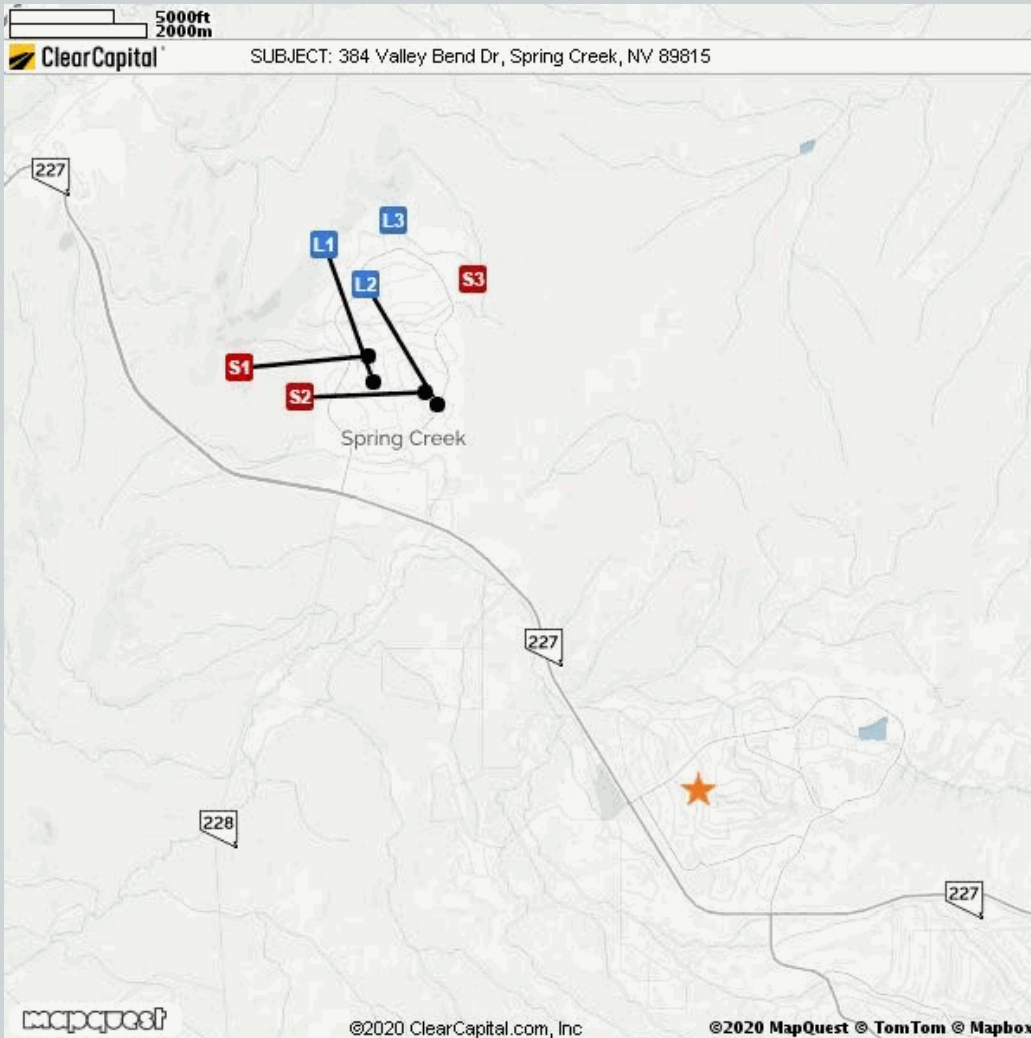 5000ft
2000m
ClearCapital SUBJECT: 384 Valley Bend Dr, Spring Creek, NV 89815
227
L3
L1
L2
S3
S1
S2
Spring Creek
227
228
227
mapquest ©2020 ClearCapital.com, Inc ©2020 MapQuest © TomTom © Mapbox